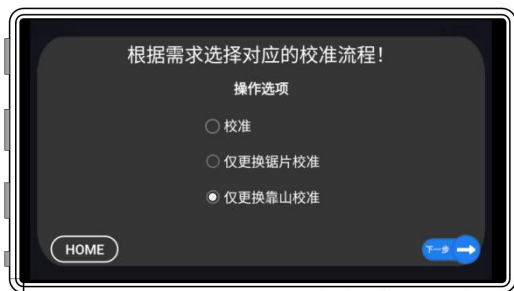 根据需求选择对应的校准流程！
操作选项
校准
仅更换锯片校准
仅更换靠山校准
HOME
下一步